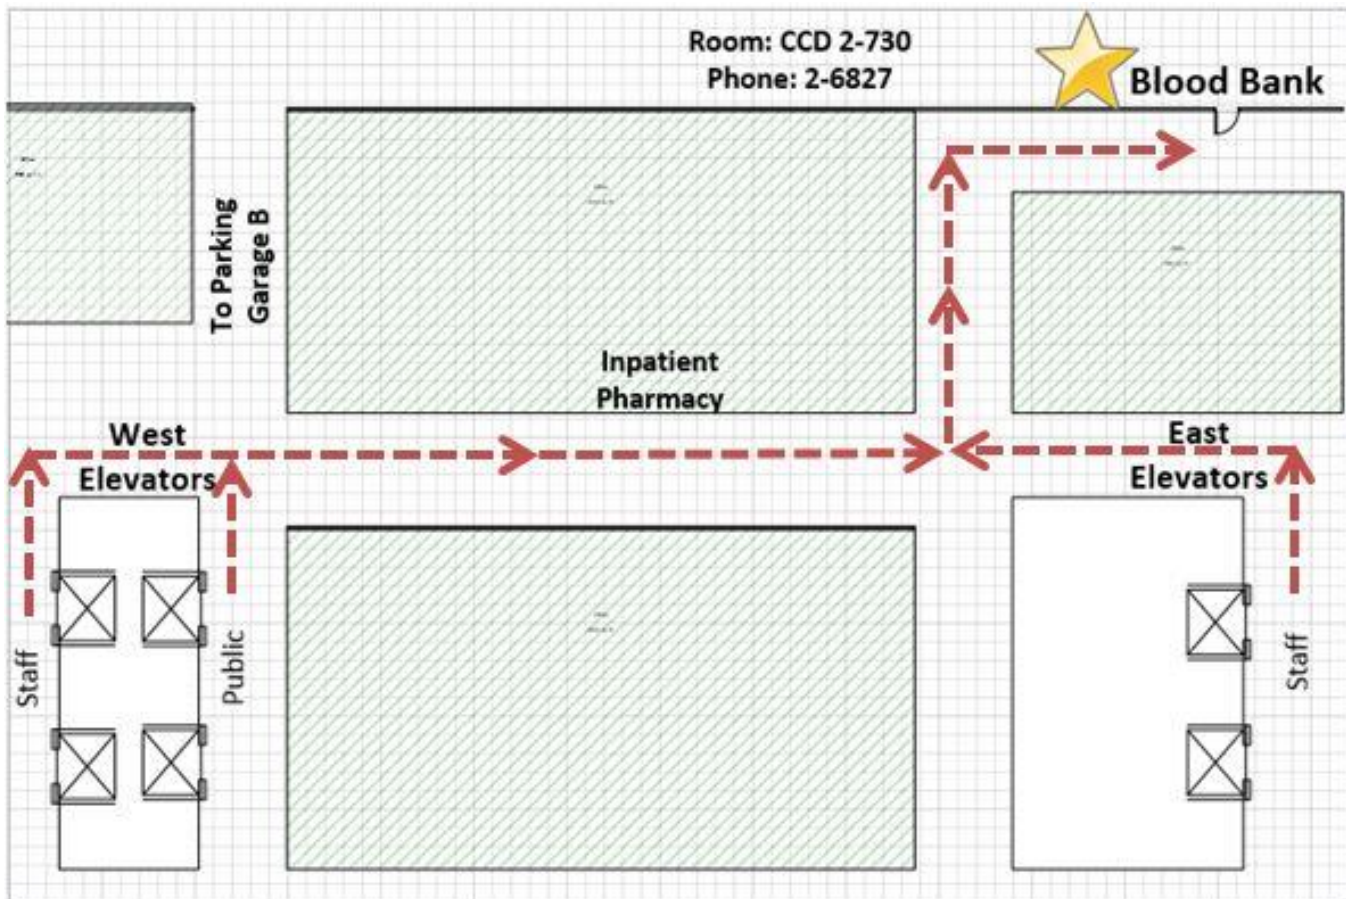 Room: CCD 2-730
Phone: 2-6827
Blood Bank
To Parking
Garage B
Inpatient
Pharmacy
West
Elevators
East
Elevators
Staff
Public
Staff